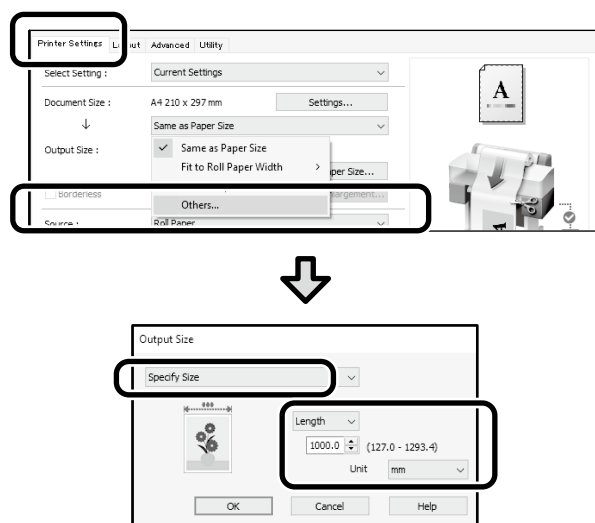 Printer Settings Layout Advanced Utility
Select Setting : Current Settings
Document Size : A4 210 x 297 mm Settings...
Same as Paper Size
Output Size : Same as Paper Size
Fit to Roll Paper Width
Size...
Borderless
Others...
Source : Roll Paper
A
Output Size
Specify Size
Length
1000.0 (127.0 - 1293.4)
Unit mm
OK Cancel Help